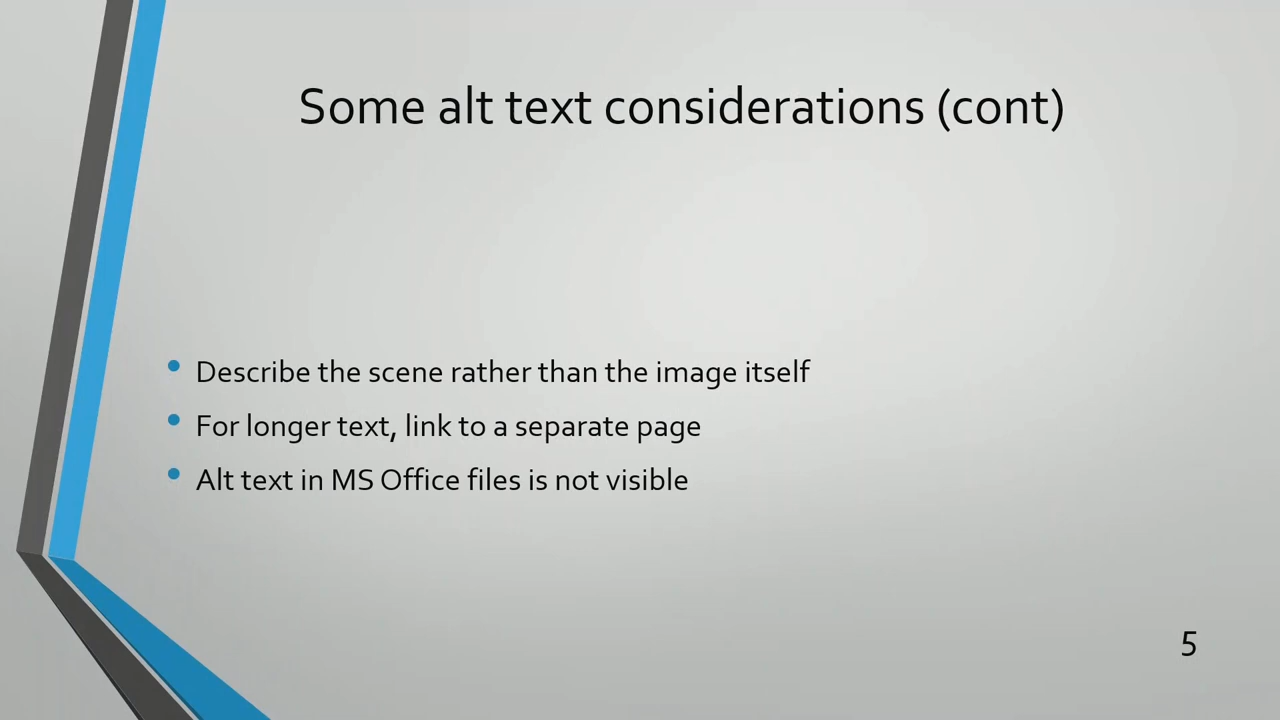 Some alt text considerations (cont)
• Describe the scene rather than the image itself
• For longer text, link to a separate page
• Alt text in MS Office files is not visible
5